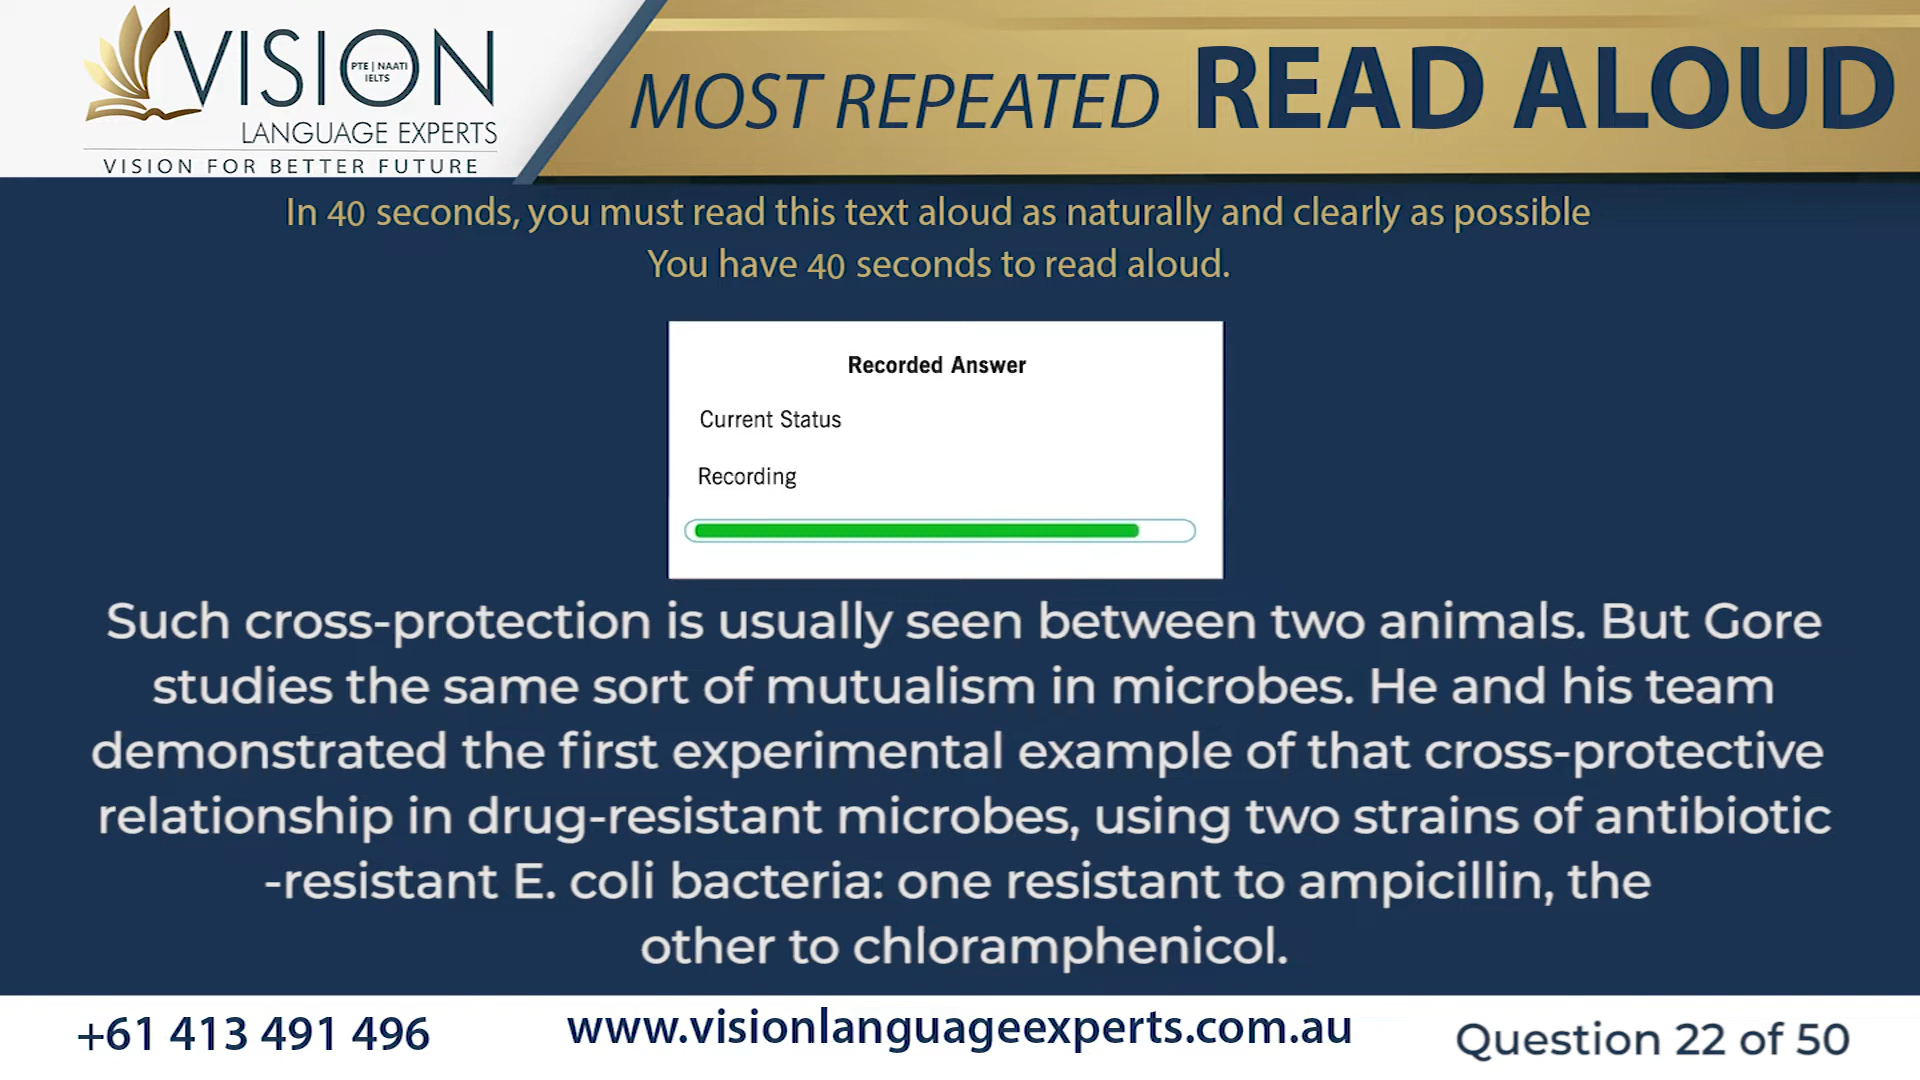 VISION
PTE | NAATI
IELTS
LANGUAGE EXPERTS
VISION FOR BETTER FUTURE
MOST REPEATED READ ALOUD
In 40 seconds, you must read this text aloud as naturally and clearly as possible
You have 40 seconds to read aloud.
Recorded Answer
Current Status
Recording
Such cross-protection is usually seen between two animals. But Gore
studies the same sort of mutualism in microbes. He and his team
demonstrated the first experimental example of that cross-protective
relationship in drug-resistant microbes, using two strains of antibiotic
-resistant E. coli bacteria: one resistant to ampicillin, the
other to chloramphenicol.
+61 413 491 496
www.visionlanguageexperts.com.au
Question 22 of 50